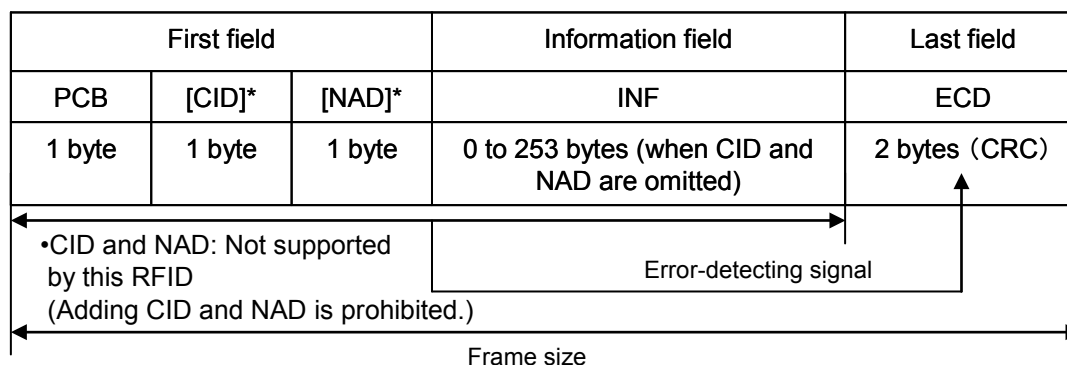 First field Information field Last field
PCB [CID]* [NAD]* INF ECD
1 byte 1 byte 1 byte 0 to 253 bytes (when CID and NAD are omitted) 2 bytes（CRC）
•CID and NAD: Not supported
by this RFID
(Adding CID and NAD is prohibited.)
Error-detecting signal
Frame size